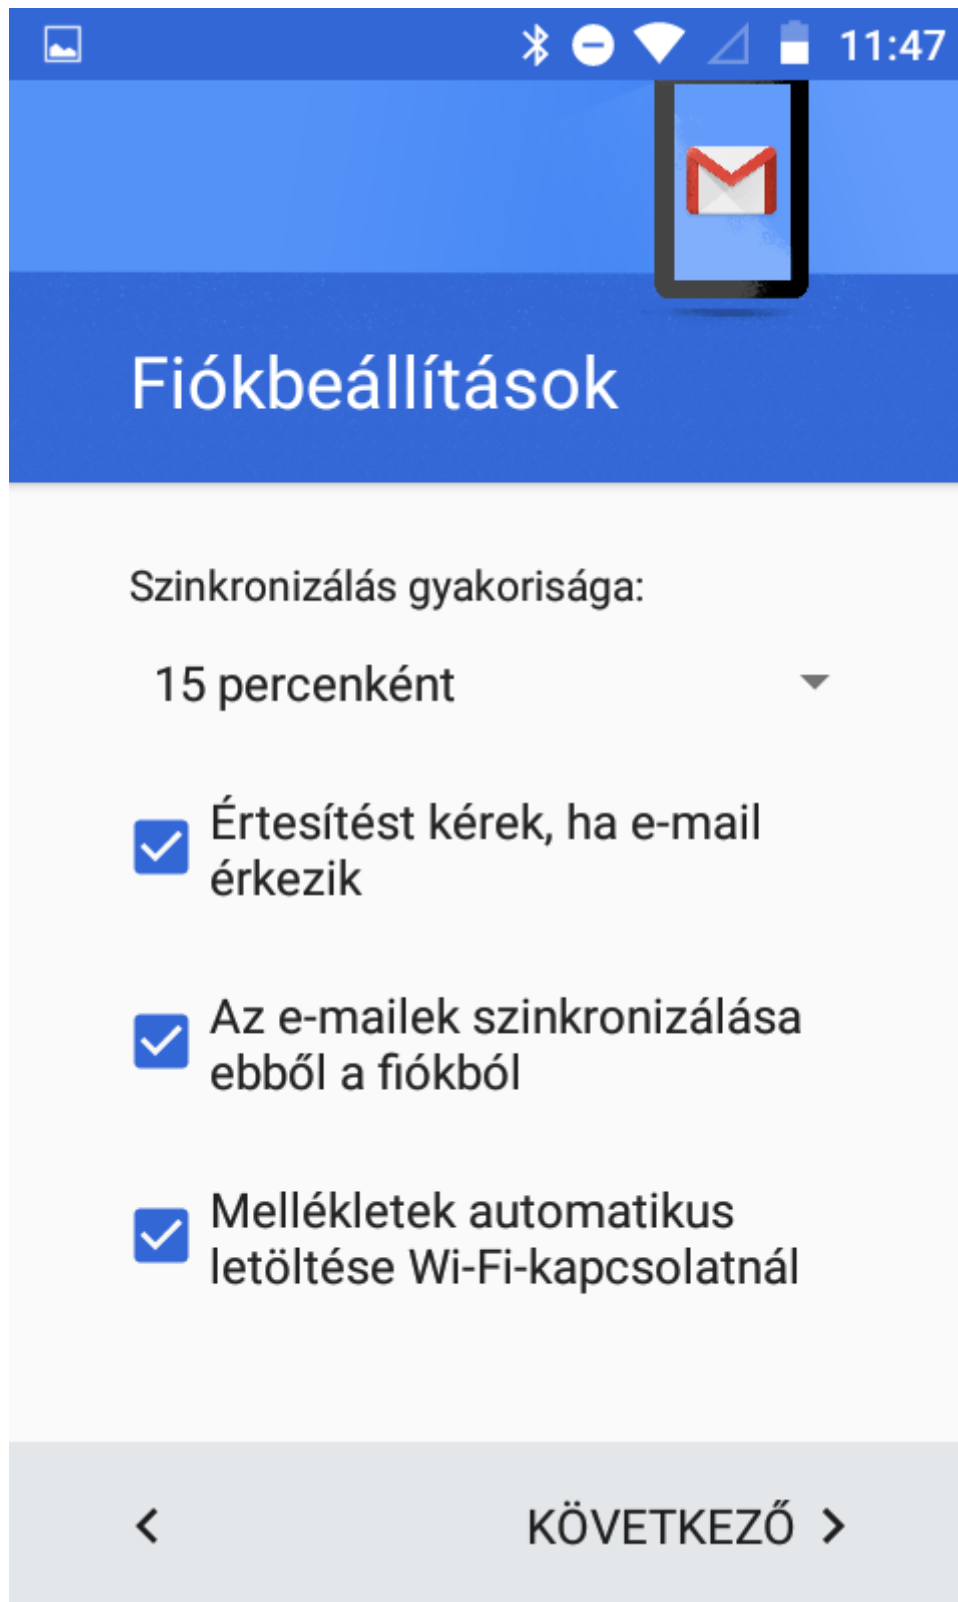 11:47
Fiókbeállítások
Szinkronizálás gyakorisága:
15 percenként
Értesítést kérek, ha e-mail
érkezik
Az e-mailek szinkronizálása
ebből a fiókból
Mellékletek automatikus
letöltése Wi-Fi-kapcsolatnál
KÖVETKEZŐ